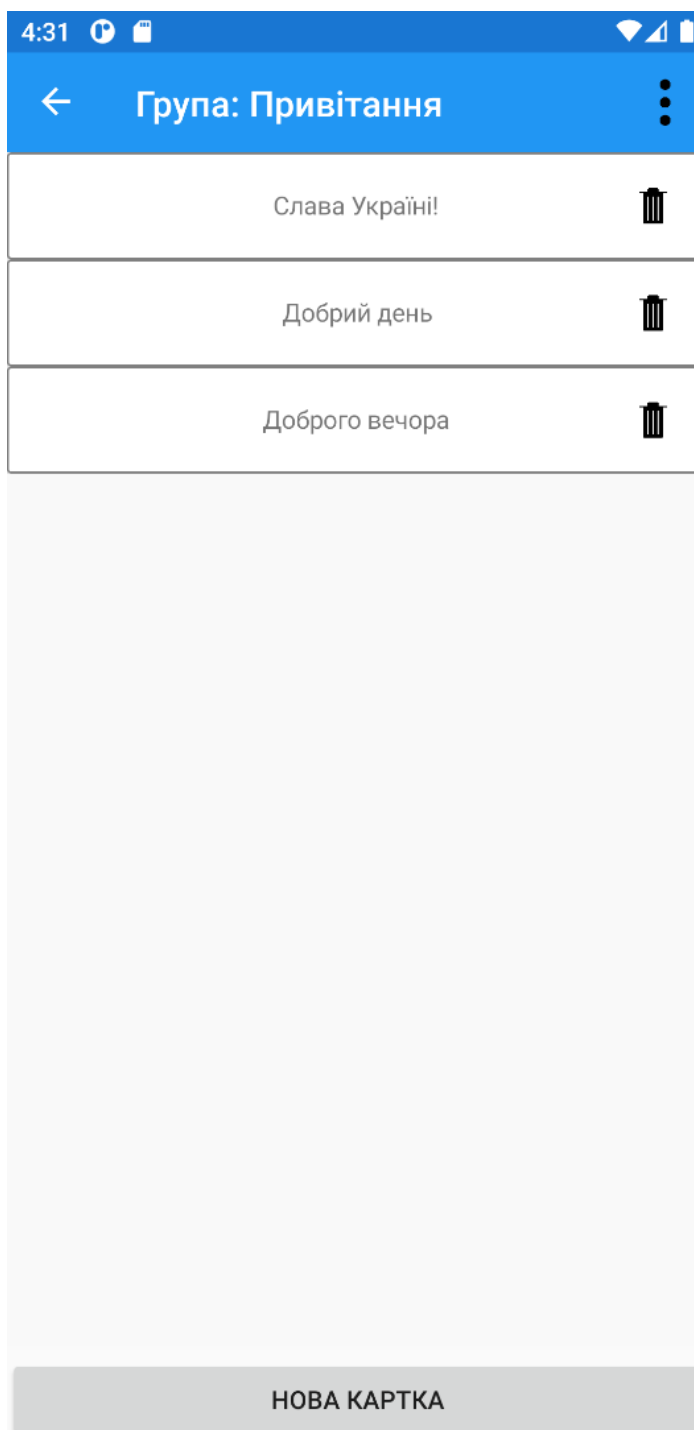 4:31
Група: Привітання
Слава Україні!
Добрий день
Доброго вечора
НОВА КАРТКА